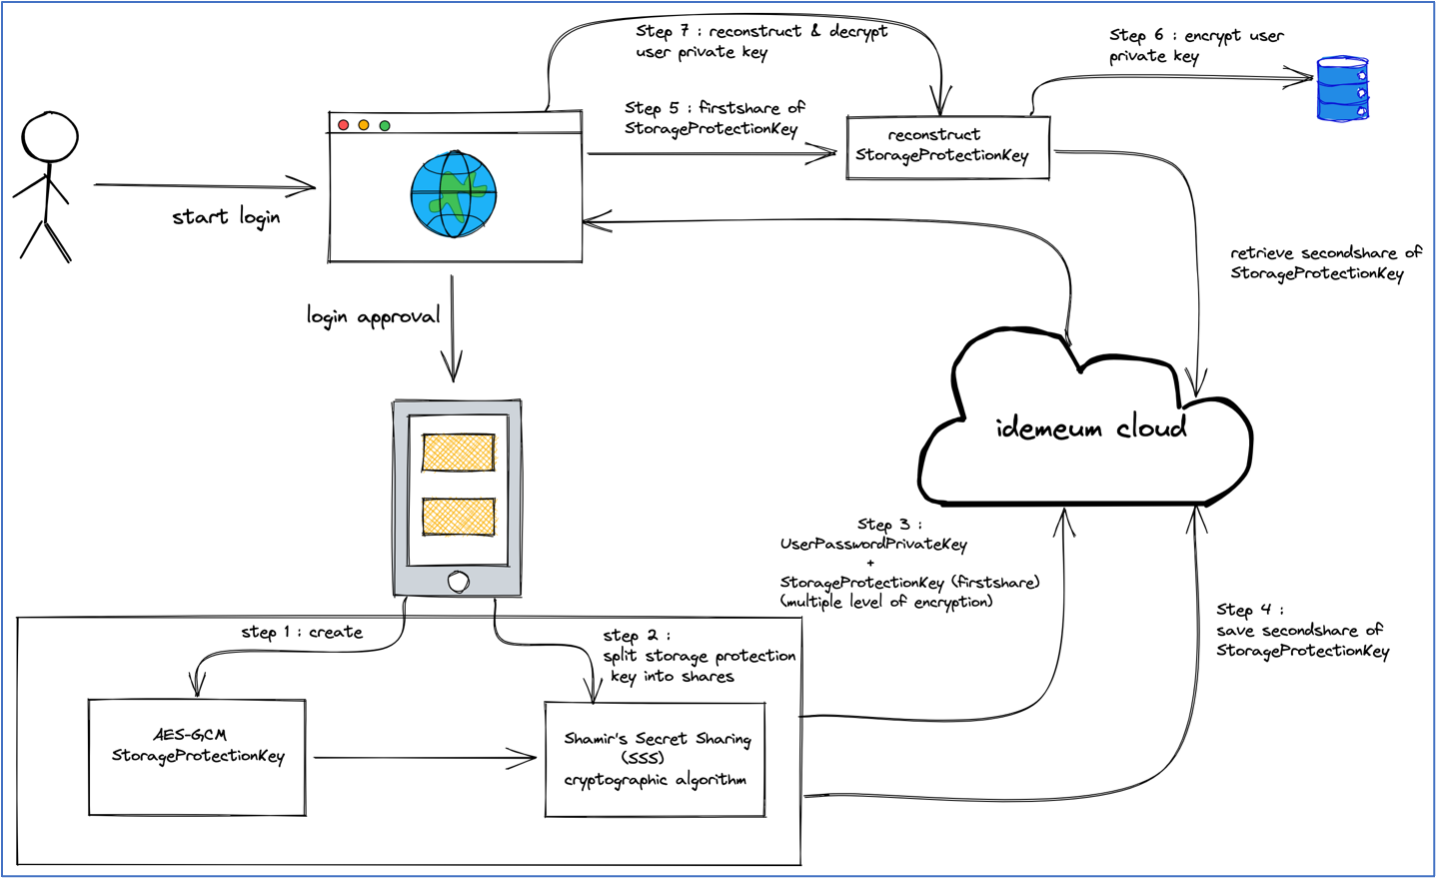 Step 7 : reconstruct & decrypt
user private key
Step 6 : encrypt user
private key
Step 5 : firstshare of
StorageProtectionKey
reconstruct
StorageProtectionKey
start login
retrieve secondshare of
StorageProtectionKey
login approval
idemeum cloud
Step 3 :
UserPasswordPrivateKey
+
StorageProtectionKey (firstshare)
(multiple level of encryption)
Step 4 :
save secondshare of
StorageProtectionKey
step 1 : create
step 2 :
split storage protection
key into shares
AES-GCM
StorageProtectionKey
Shamir's Secret Sharing
(SSS)
cryptographic algorithm